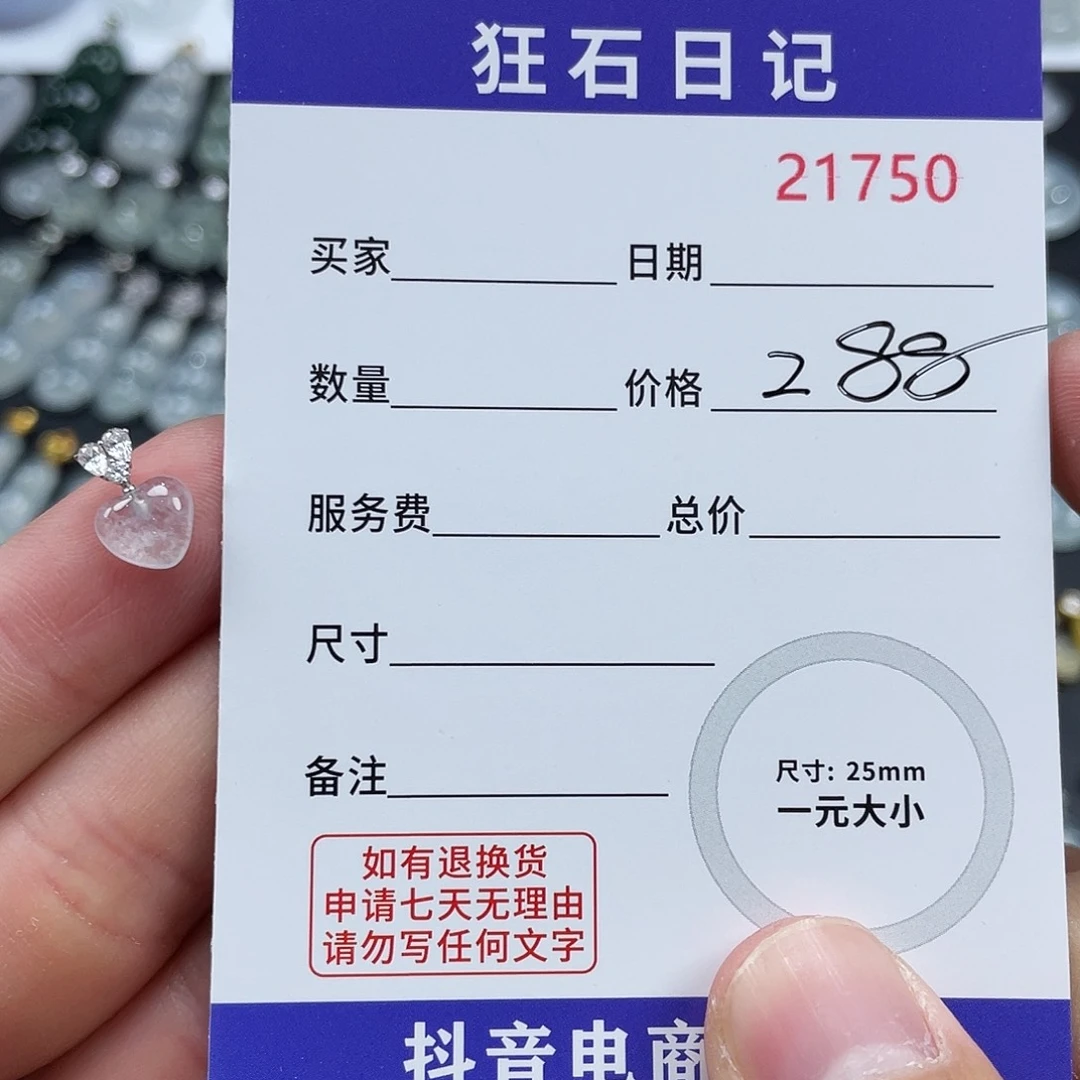 狂石日记
21750
买家 日期
数量 价格 288
服务费 总价
尺寸
备注
尺寸: 25mm
一元大小
如有退换货
申请七天无理由
请勿写任何文字
抖音电商